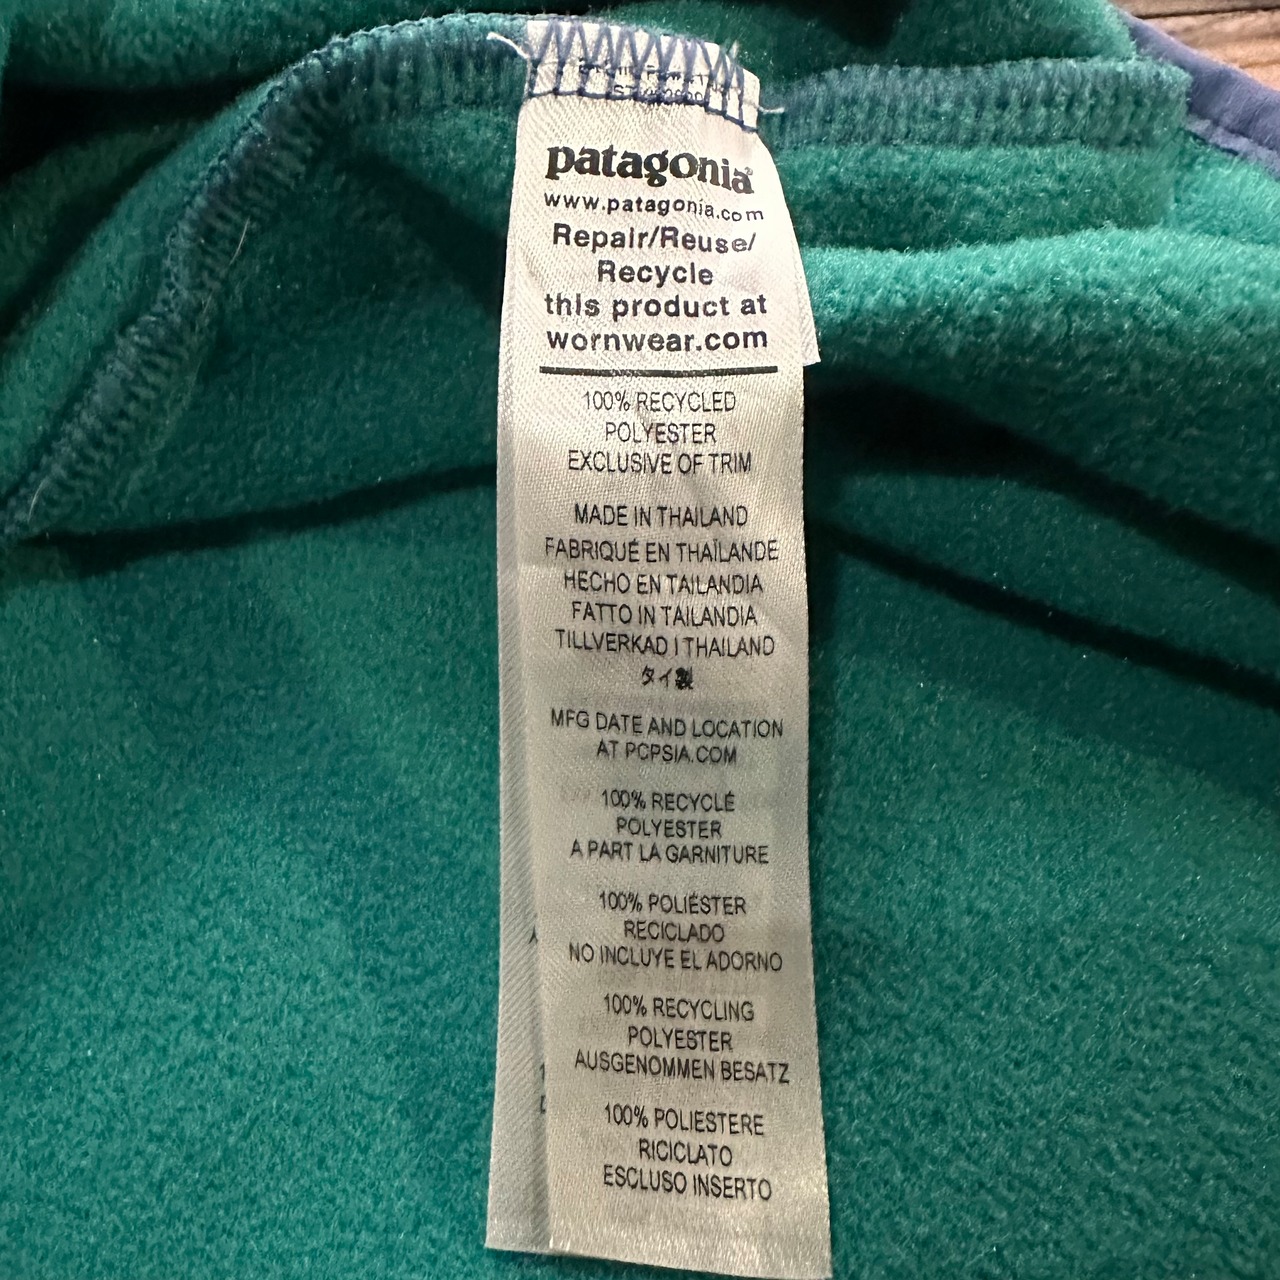 patagonia®
www.patagonia.com
Repair/Reuse/
Recycle
this product at
wornwear.com
100% RECYCLED
POLYESTER
EXCLUSIVE OF TRIM
MADE IN THAILAND
FABRIQUÉ EN THAÏLANDE
HECHO EN TAILANDIA
FATTO IN TAILANDIA
TILLVERKAD I THAILAND
タイ製
MFG DATE AND LOCATION
AT PCPSIA.COM
100% RECYCLÉ
POLYESTER
A PART LA GARNITURE
100% POLIÉSTER
RECICLADO
NO INCLUYE EL ADORNO
100% RECYCLING
POLYESTER
AUSGENOMMEN BESATZ
100% POLIESTERE
RICICLATO
ESCLUSO INSERTO